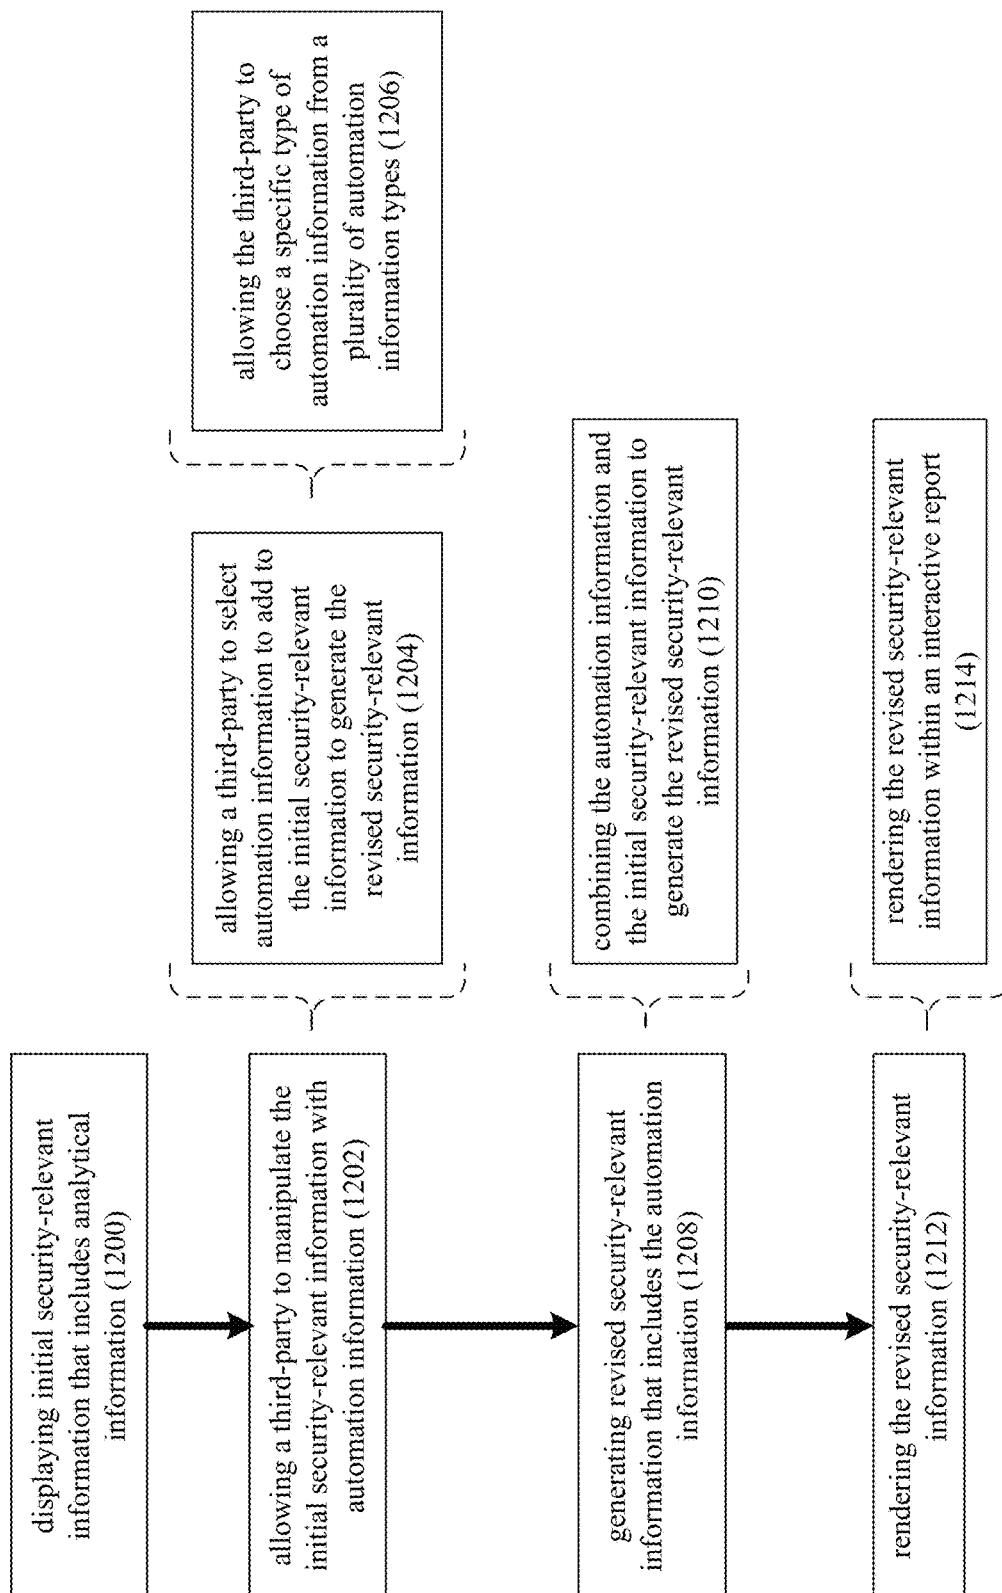 displaying initial security-relevant
information that includes analytical
information (1200)
allowing a third-party to manipulate the
initial security-relevant information with
automation information (1202)
allowing a third-party to select
automation information to add to
the initial security-relevant
information to generate the
revised security-relevant
information (1204)
allowing the third-party to
choose a specific type of
automation information from a
plurality of automation
information types (1206)
generating revised security-relevant
information that includes the automation
information (1208)
combining the automation information and
the initial security-relevant information to
generate the revised security-relevant
information (1210)
rendering the revised security-relevant
information (1212)
rendering the revised security-relevant
information within an interactive report
(1214)